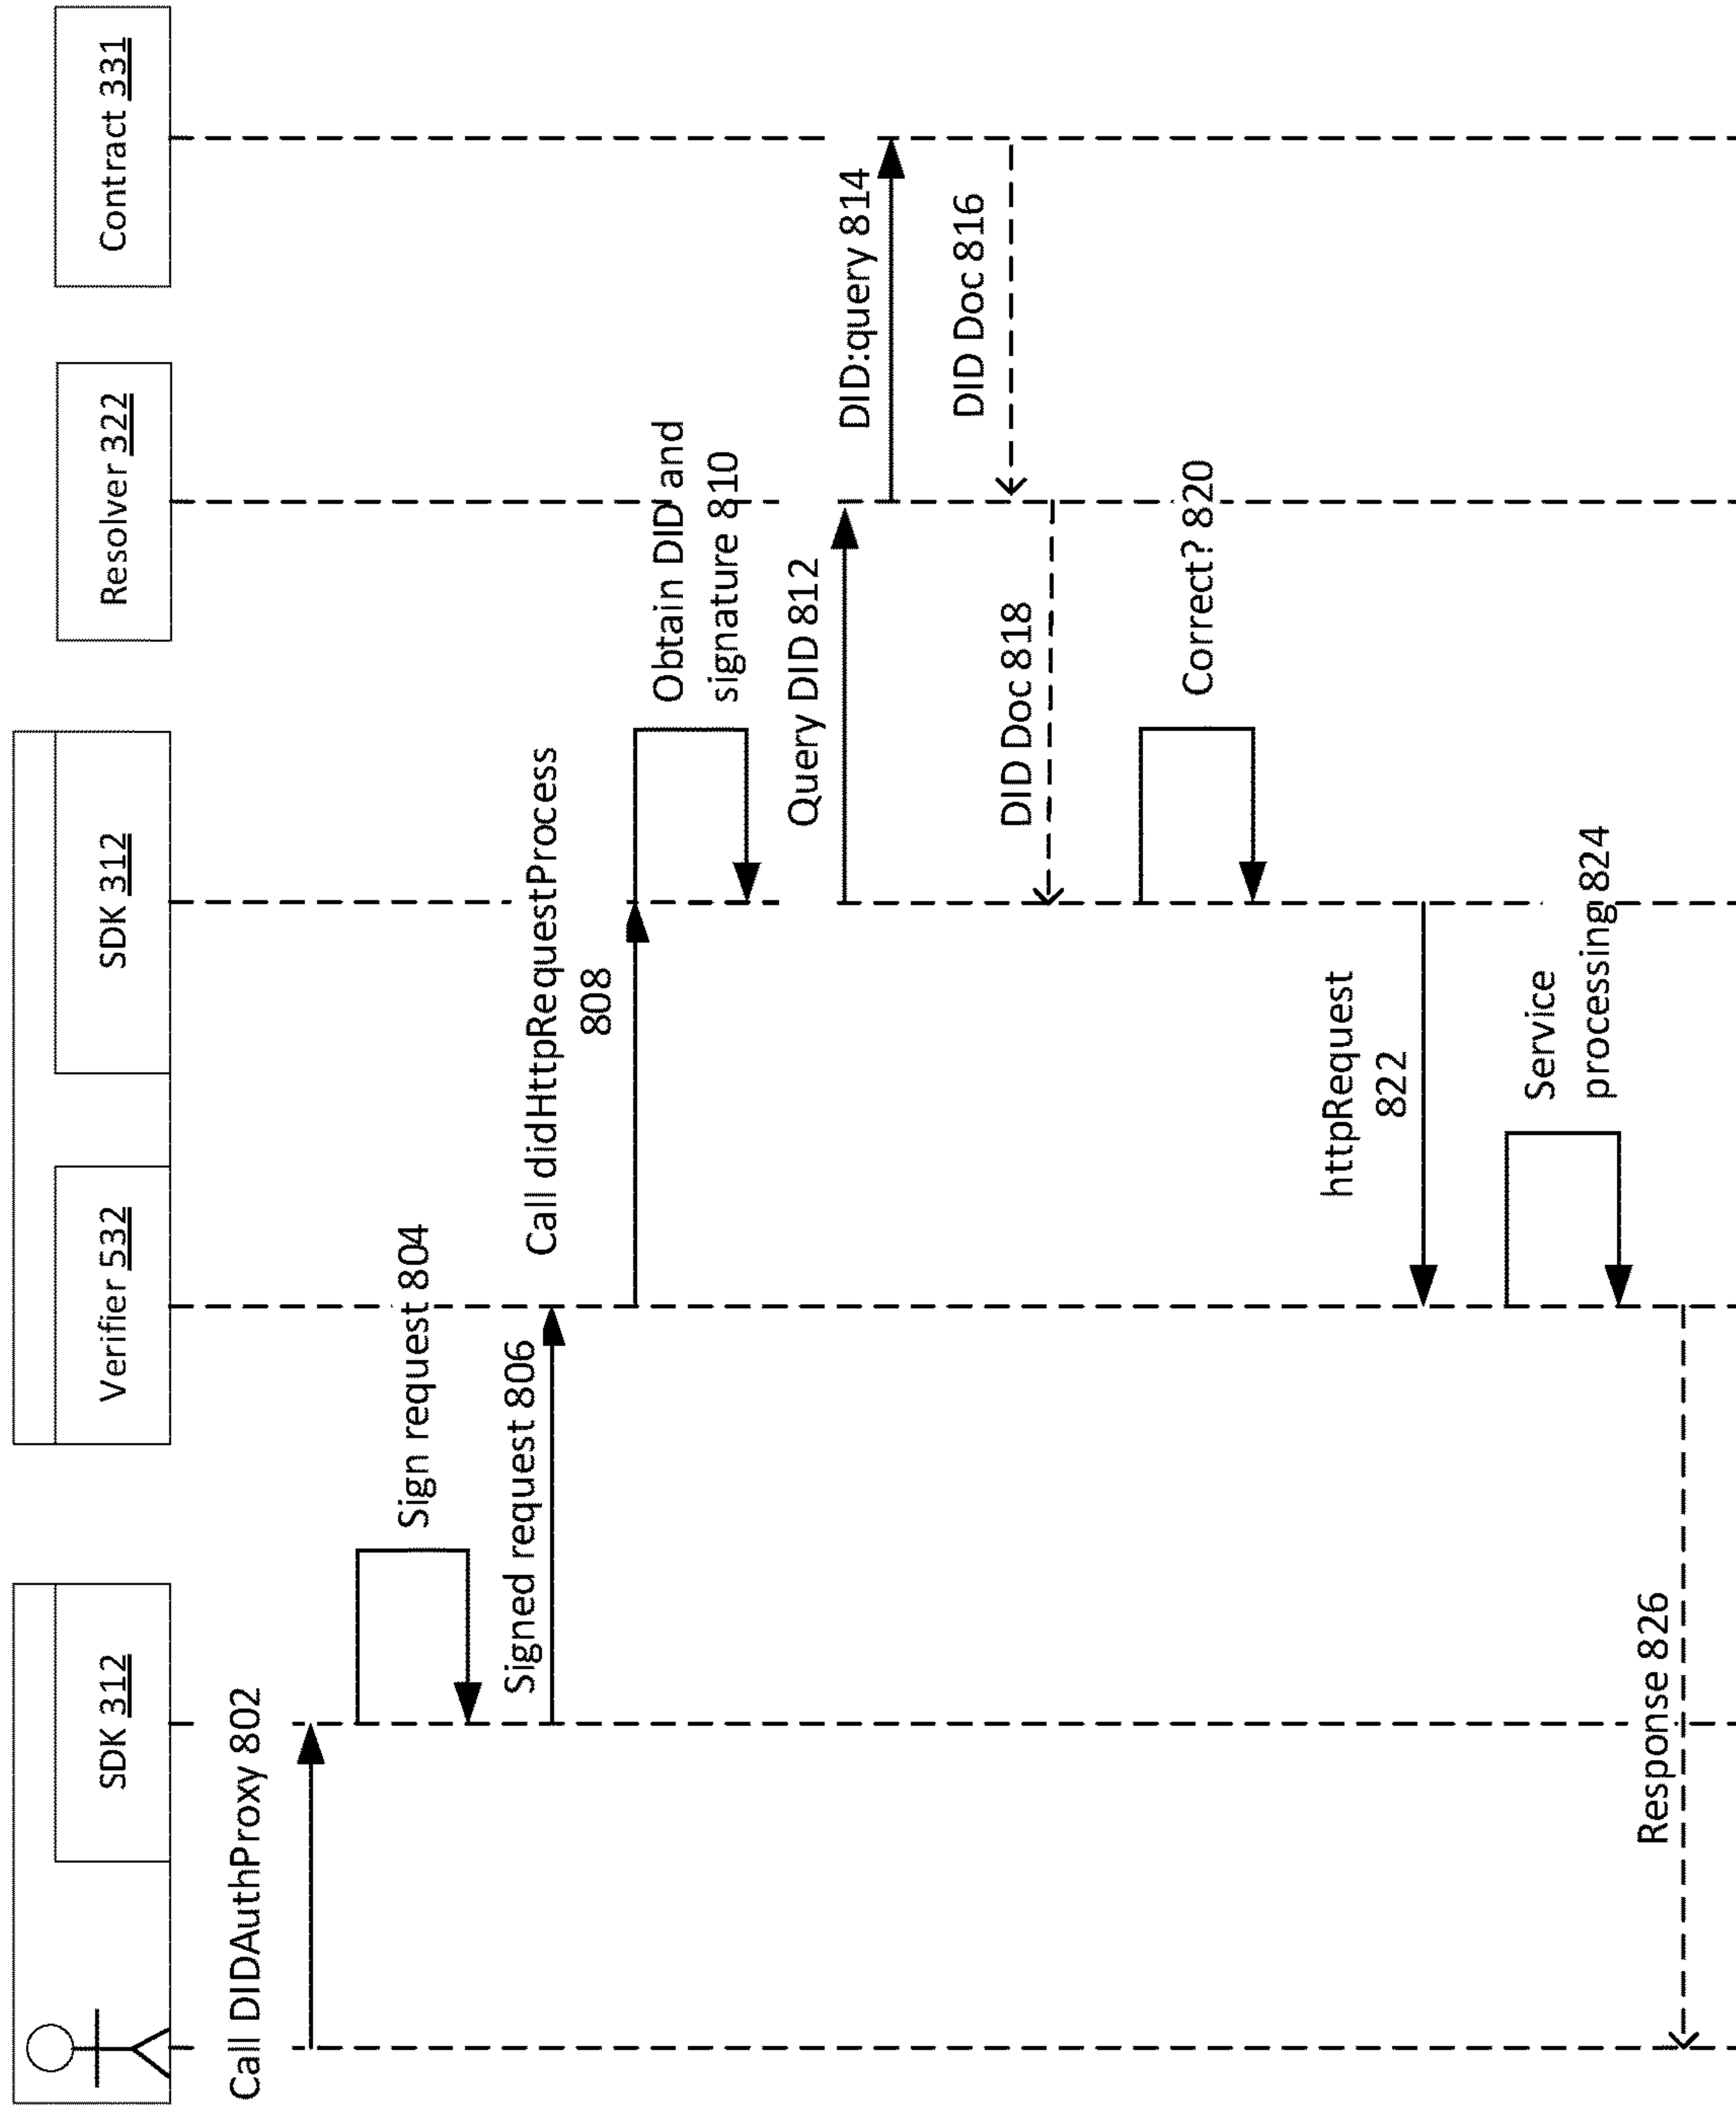 SDK 312
Verifier 532
SDK 312
Resolver 322
Contract 331
Call DIDAuthProxy 802
Sign request 804
Signed request 806
Call didHttpRequestProcess
808
Obtain DID and
signature 810
Query DID 812
DID:query 814
DID Doc 816
DID Doc 818
Correct? 820
httpRequest
822
Service
processing 824
Response 826